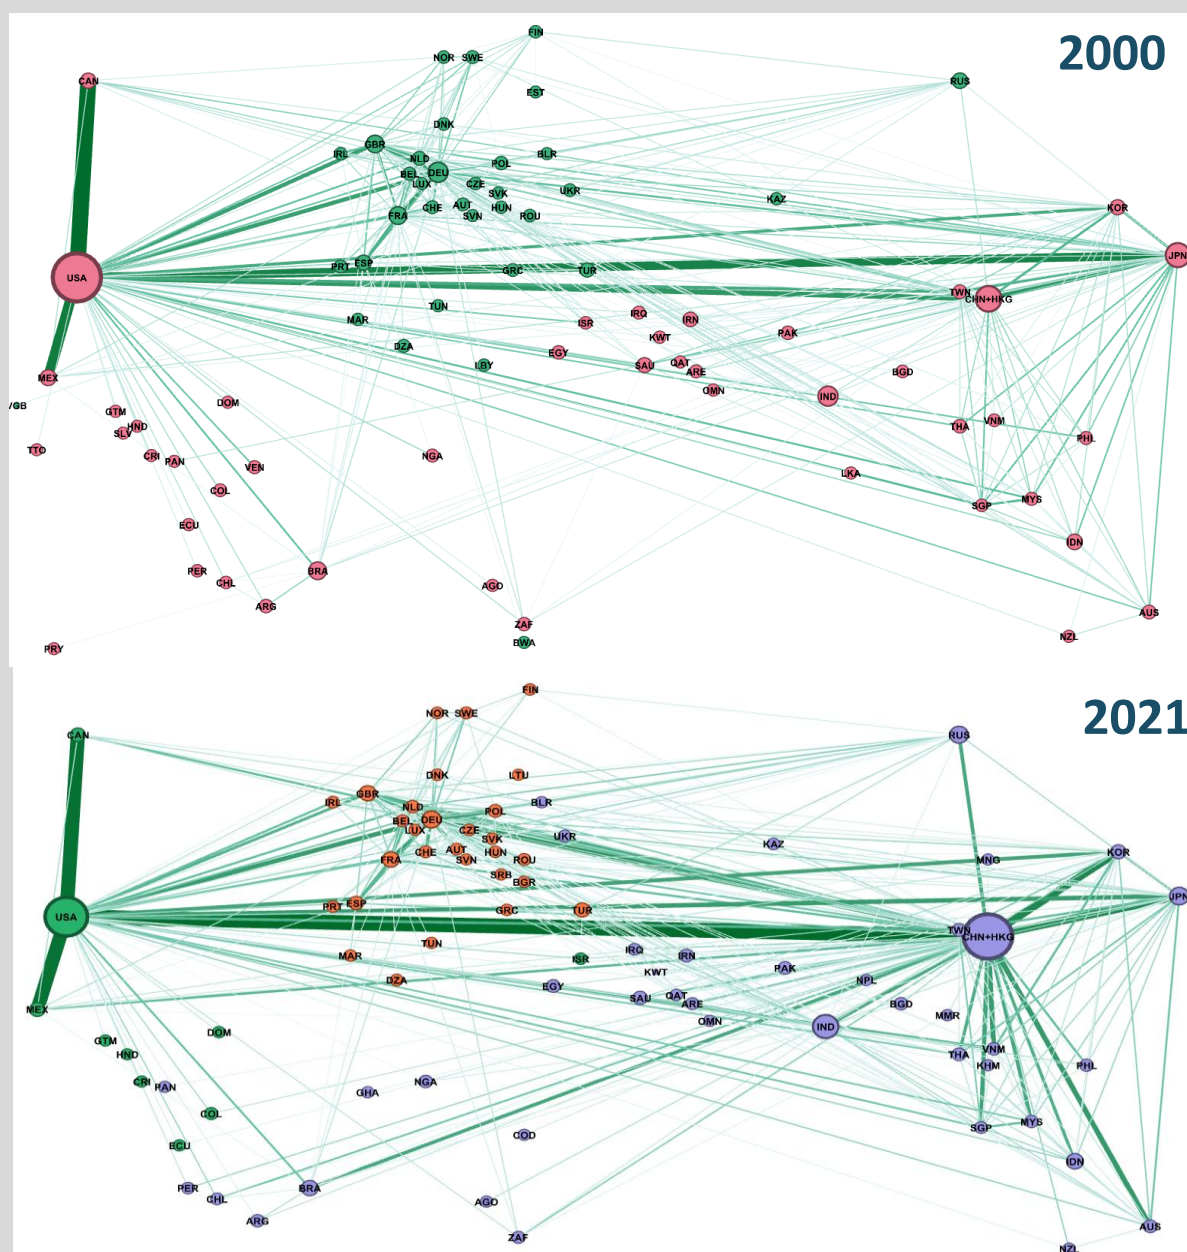 2000
FIN
NOR SWE
CAN
RUS
EST
DNK
GBR
IRL
NLD
BLR
POL
BEL
DEU
LUX
CZE
UKR
SVK
KAZ
CHE
AUT
HUN
KOR
FRA
SVN
ROU
JPN
ESP
PRT
GRC
TUR
USA
TWN
CHN+HKG
TUN
MAR
ISR
IRQ
IRN
KWT
PAK
DZA
EGY
LBY
SAU
QAT
ARE
BGD
MEX
OMN
IND
VGB
DOM
GTM
HND
SLV
THA
VNM
PHL
TTO
CRI
PAN
VEN
NGA
LKA
COL
SGP
MYS
ECU
IDN
PER
CHL
BRA
AGO
ARG
AUS
ZAF
NZL
BWA
PRY
2021
FIN
NOR SWE
CAN
RUS
DNK
LTU
GBR
IRL
NLD
BLR
POL
BEL
DEU
LUX
CZE
UKR
SVK
KAZ
CHE
AUT
HUN
KOR
FRA
SVN
ROU
MNG
SRB
BGR
JPN
PRT
ESP
GRC
TUR
USA
TWN
CHN+HKG
TUN
MAR
ISR
IRQ
IRN
KWT
PAK
DZA
EGY
NPL
SAU
QAT
ARE
BGD
MEX
OMN
MMR
IND
DOM
GTM
HND
THA
VNM
KHM
PHL
CRI
PAN
GHA
NGA
COL
SGP
MYS
COD
ECU
IDN
PER
CHL
BRA
AGO
ARG
AUS
ZAF
NZL